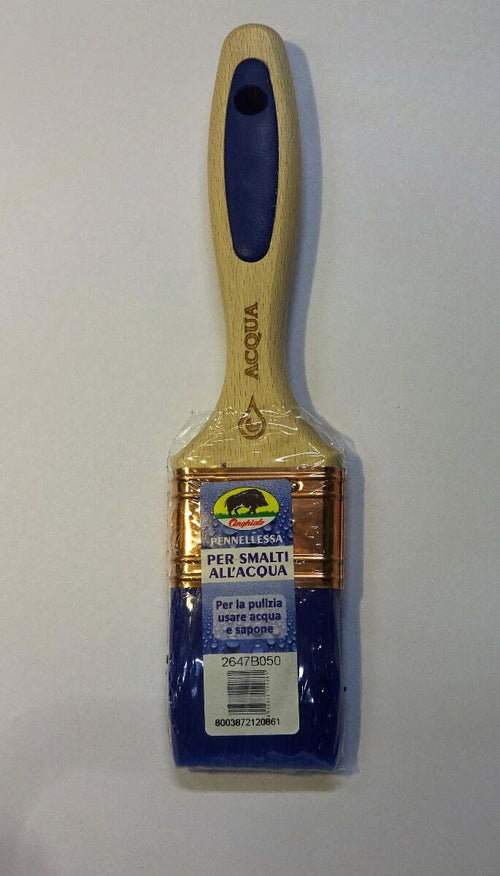 ACQUA
Cinghiale
PENNELLESSA
PER SMALTI
ALL'ACQUA
Per la pulizia
usare acqua
e sapone
2647B050
8003872120861